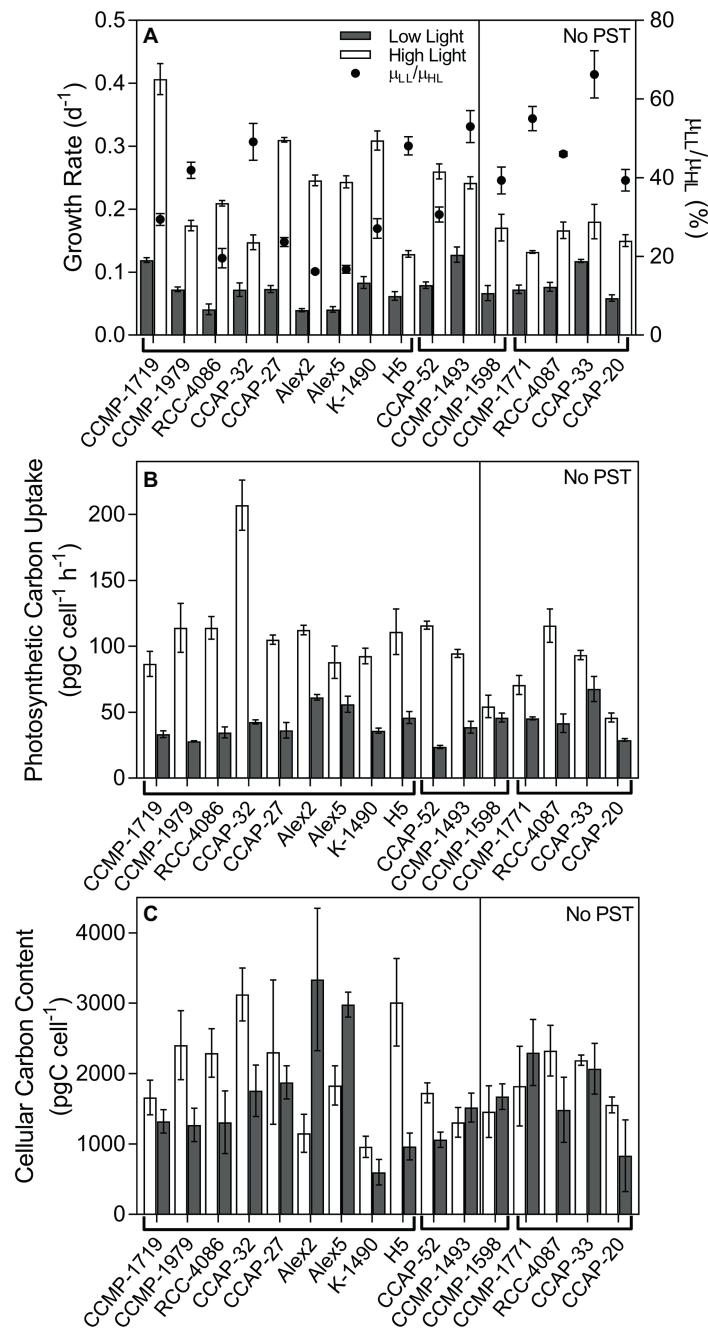 A
Low Light
High Light
μLL/μHL
No PST
Growth Rate (d-1)
μLL/μHL (%)
0.5
0.4
0.3
0.2
0.1
0.0
80
60
40
20
0
CCMP-1719
CCMP-1979
RCC-4086
CCAP-32
CCAP-27
Alex2
Alex5
K-1490
H5
CCAP-52
CCMP-1493
CCMP-1598
CCMP-1771
RCC-4087
CCAP-33
CCAP-20
B
No PST
Photosynthetic Carbon Uptake
(pgC cell-1 h-1)
200
150
100
50
0
CCMP-1719
CCMP-1979
RCC-4086
CCAP-32
CCAP-27
Alex2
Alex5
K-1490
H5
CCAP-52
CCMP-1493
CCMP-1598
CCMP-1771
RCC-4087
CCAP-33
CCAP-20
C
No PST
Cellular Carbon Content
(pgC cell-1)
4000
3000
2000
1000
0
CCMP-1719
CCMP-1979
RCC-4086
CCAP-32
CCAP-27
Alex2
Alex5
K-1490
H5
CCAP-52
CCMP-1493
CCMP-1598
CCMP-1771
RCC-4087
CCAP-33
CCAP-20